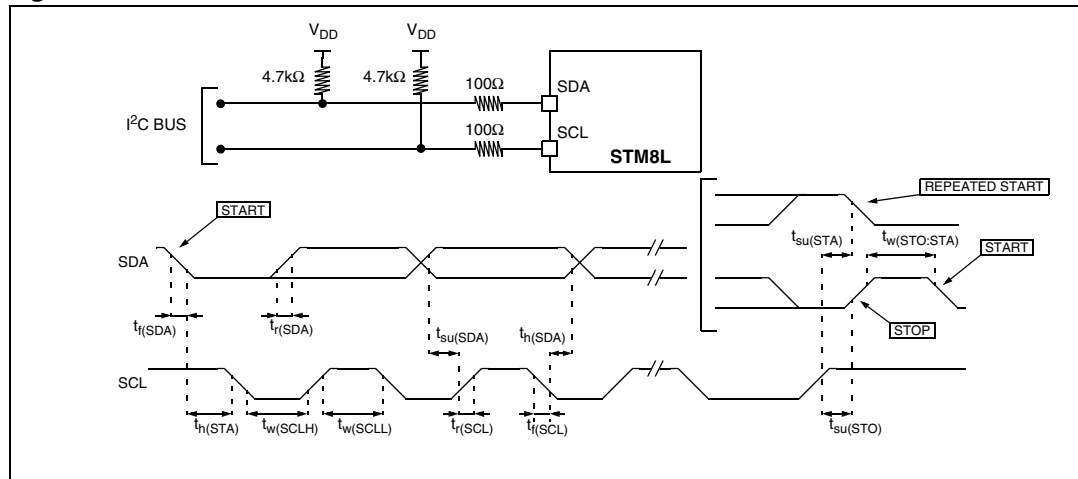 VDD VDD
4.7kΩ 4.7kΩ
100Ω
SDA
I²C BUS
100Ω
SCL
STM8L
REPEATED START
START
tsu(STA) tw(STO:STA)
START
SDA
STOP
tf(SDA) tr(SDA) tsu(SDA) th(SDA)
SCL
th(STA) tw(SCLH) tw(SCLL) tr(SCL) tf(SCL) tsu(STO)